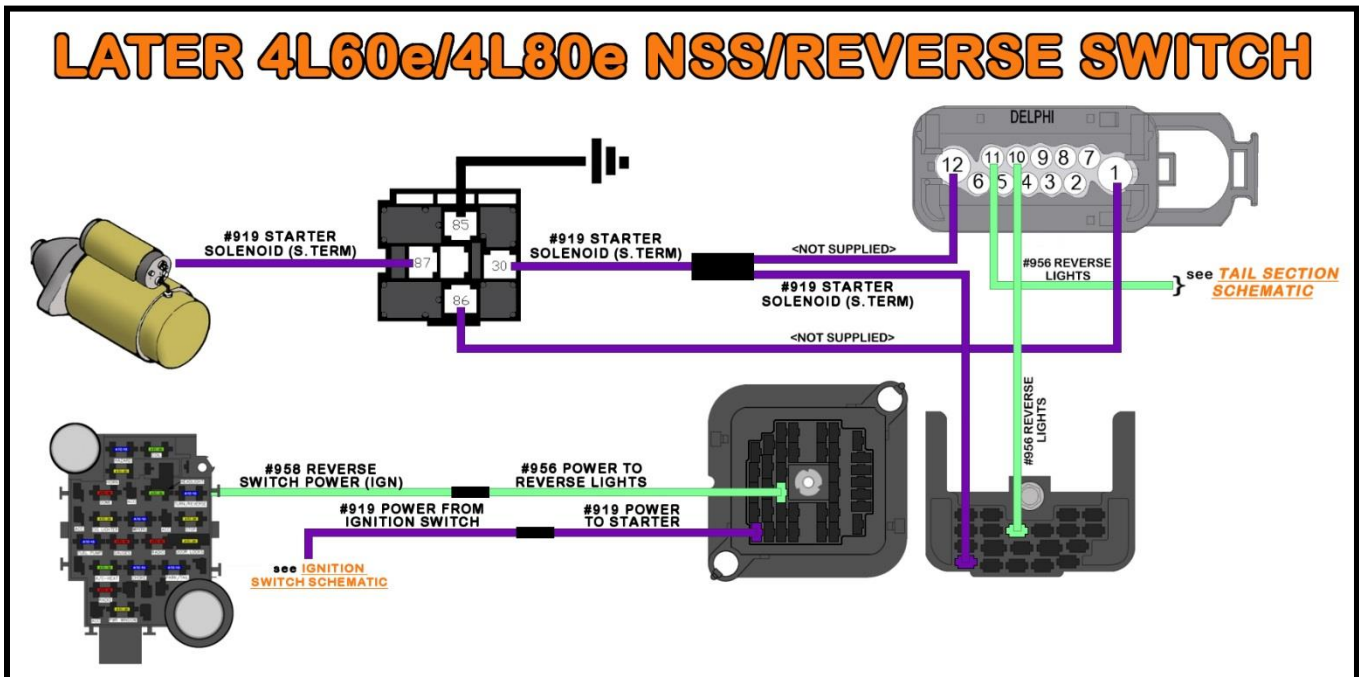 LATER 4L60e/4L80e NSS/REVERSE SWITCH
DELPHI
12 11 10 9 8 7
6 5 4 3 2 1
85
87
30
86
#919 STARTER
SOLENOID (S.TERM)
#919 STARTER
SOLENOID (S.TERM)
<NOT SUPPLIED>
#919 STARTER
SOLENOID (S.TERM)
<NOT SUPPLIED>
#956 REVERSE
LIGHTS
} see TAIL SECTION
SCHEMATIC
#956 REVERSE
LIGHTS
#958 REVERSE
SWITCH POWER (IGN)
#956 POWER TO
REVERSE LIGHTS
#919 POWER FROM
IGNITION SWITCH
#919 POWER
TO STARTER
see IGNITION
SWITCH SCHEMATIC